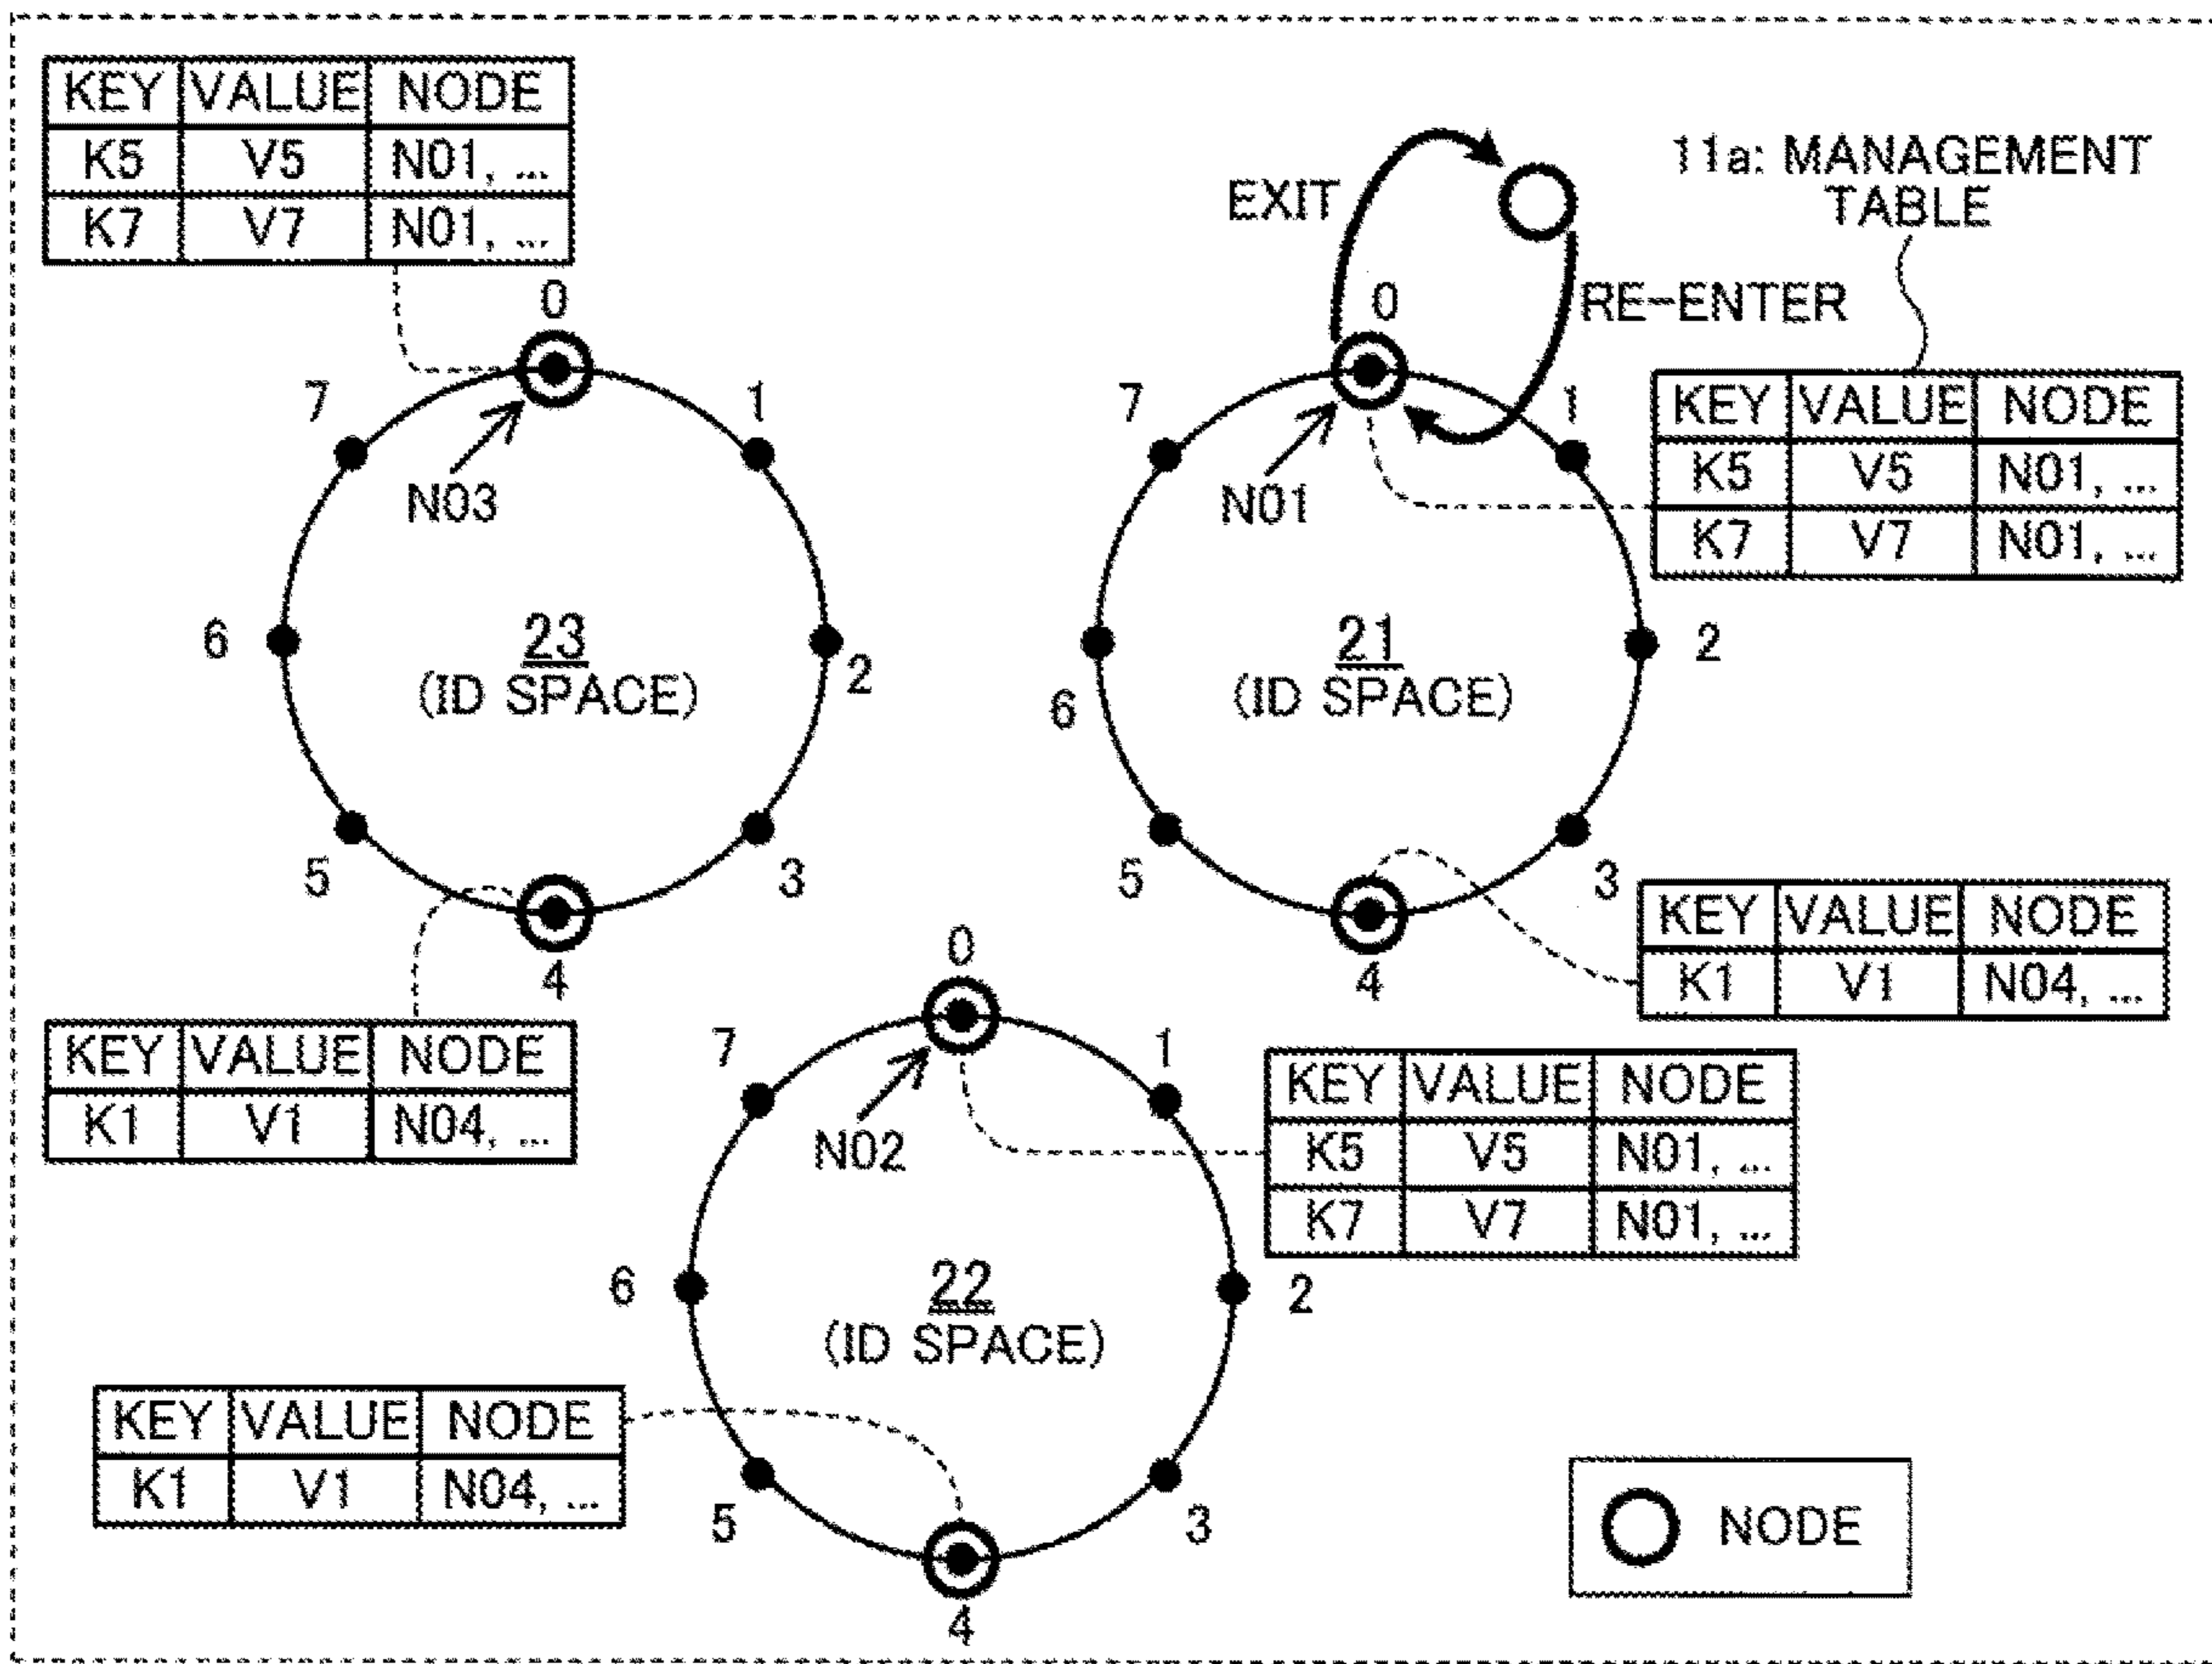 KEY VALUE NODE
K5 V5 N01, ...
K7 V7 N01, ...
EXIT
RE-ENTER
11a: MANAGEMENT
TABLE
KEY VALUE NODE
K5 V5 N01, ...
K7 V7 N01, ...
0
1
2
3
4
5
6
7
N03
23
(ID SPACE)
KEY VALUE NODE
K1 V1 N04, ...
0
1
2
3
4
5
6
7
N01
21
(ID SPACE)
KEY VALUE NODE
K1 V1 N04, ...
0
1
2
3
4
5
6
7
N02
22
(ID SPACE)
KEY VALUE NODE
K5 V5 N01, ...
K7 V7 N01, ...
KEY VALUE NODE
K1 V1 N04, ...
NODE